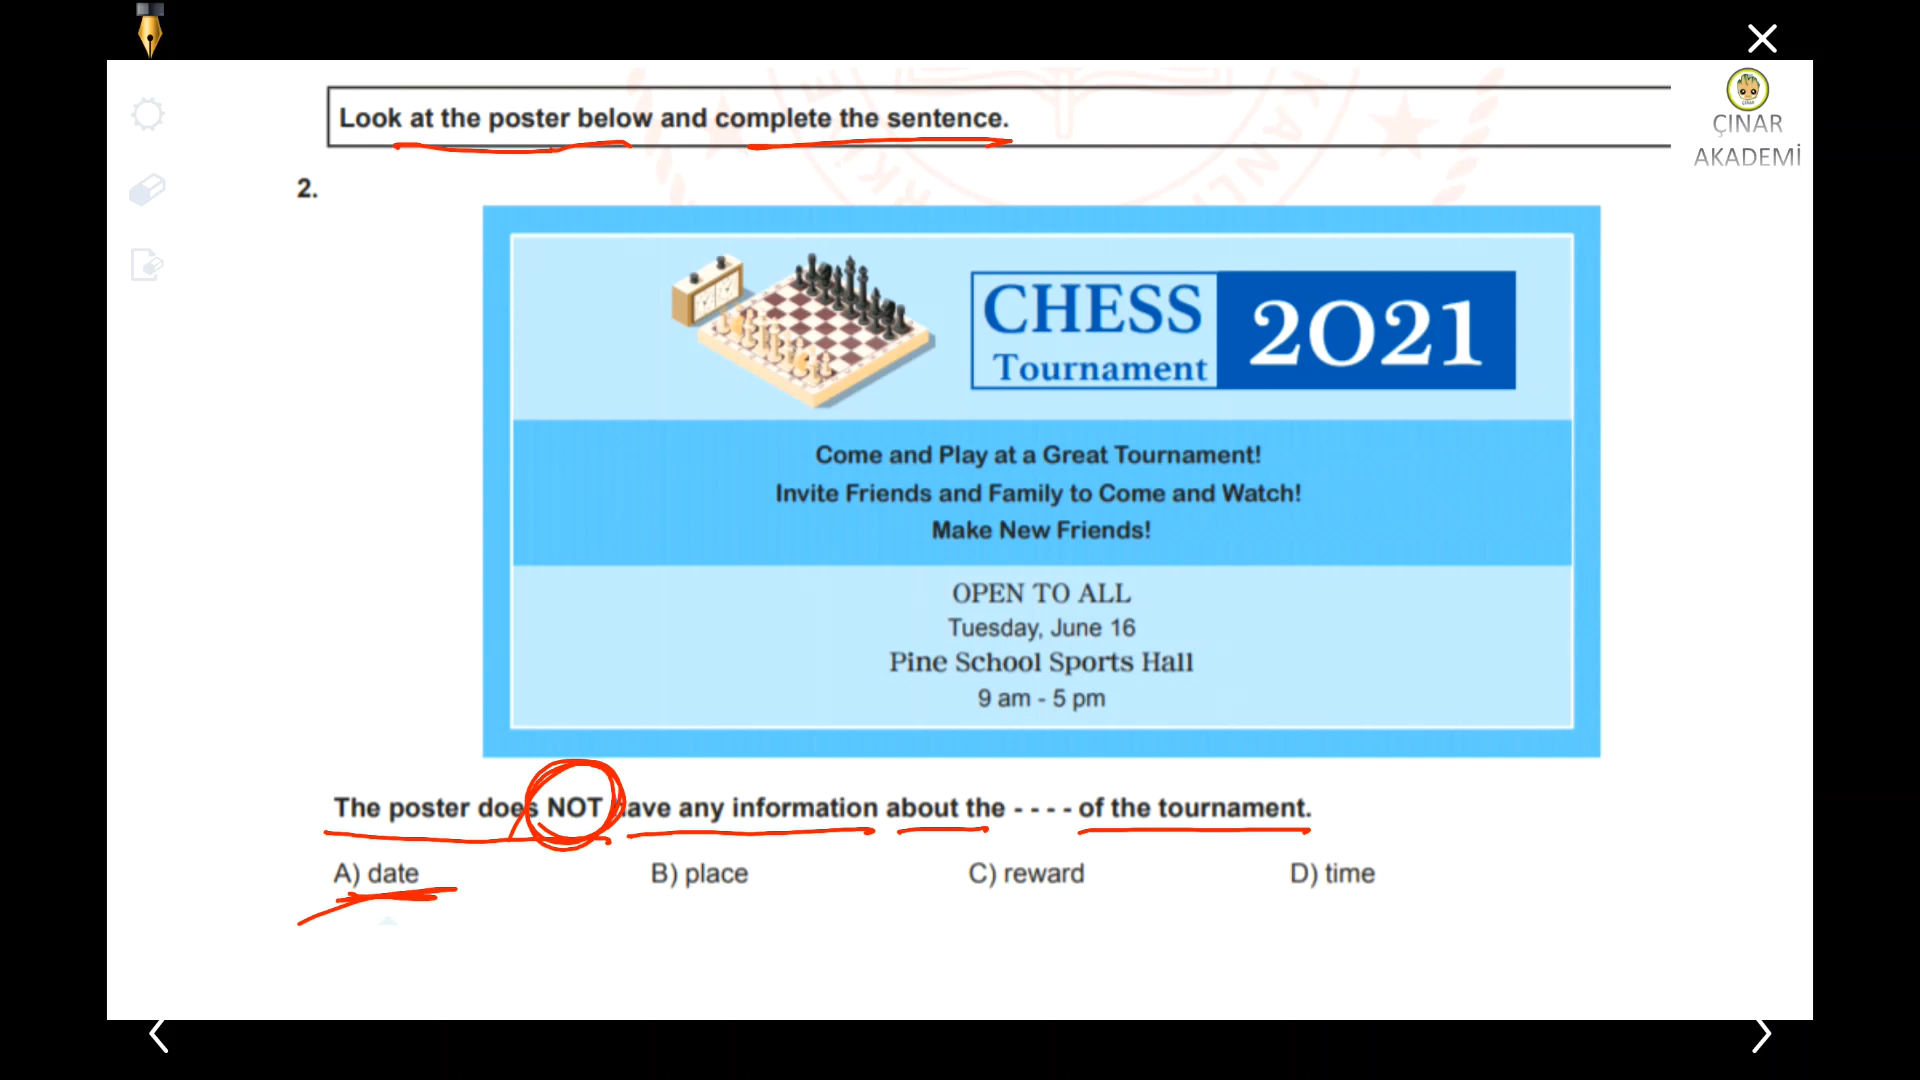 Look at the poster below and complete the sentence.
ÇINAR
AKADEMİ
2.
CHESS
Tournament
2021
Come and Play at a Great Tournament!
Invite Friends and Family to Come and Watch!
Make New Friends!
OPEN TO ALL
Tuesday, June 16
Pine School Sports Hall
9 am - 5 pm
The poster does NOT have any information about the - - - - of the tournament.
A) date B) place C) reward D) time